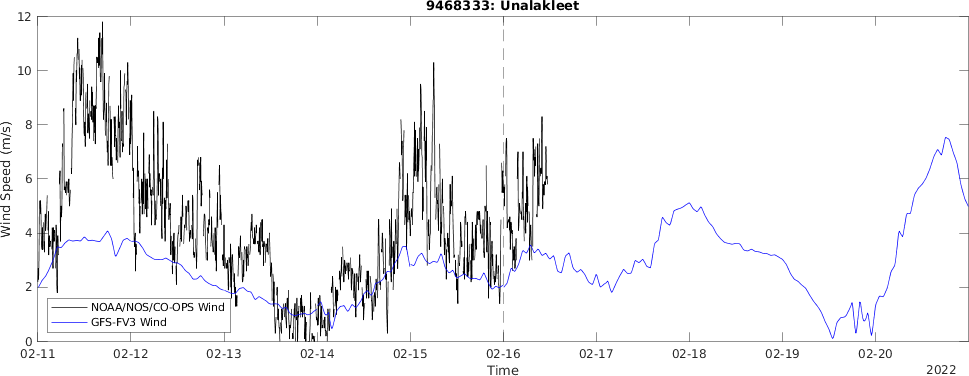 9468333: Unalakleet
12
10
8
6
4
2
0
Wind Speed (m/s)
NOAA/NOS/CO-OPS Wind
GFS-FV3 Wind
02-11 02-12 02-13 02-14 02-15 02-16 02-17 02-18 02-19 02-20
Time
2022